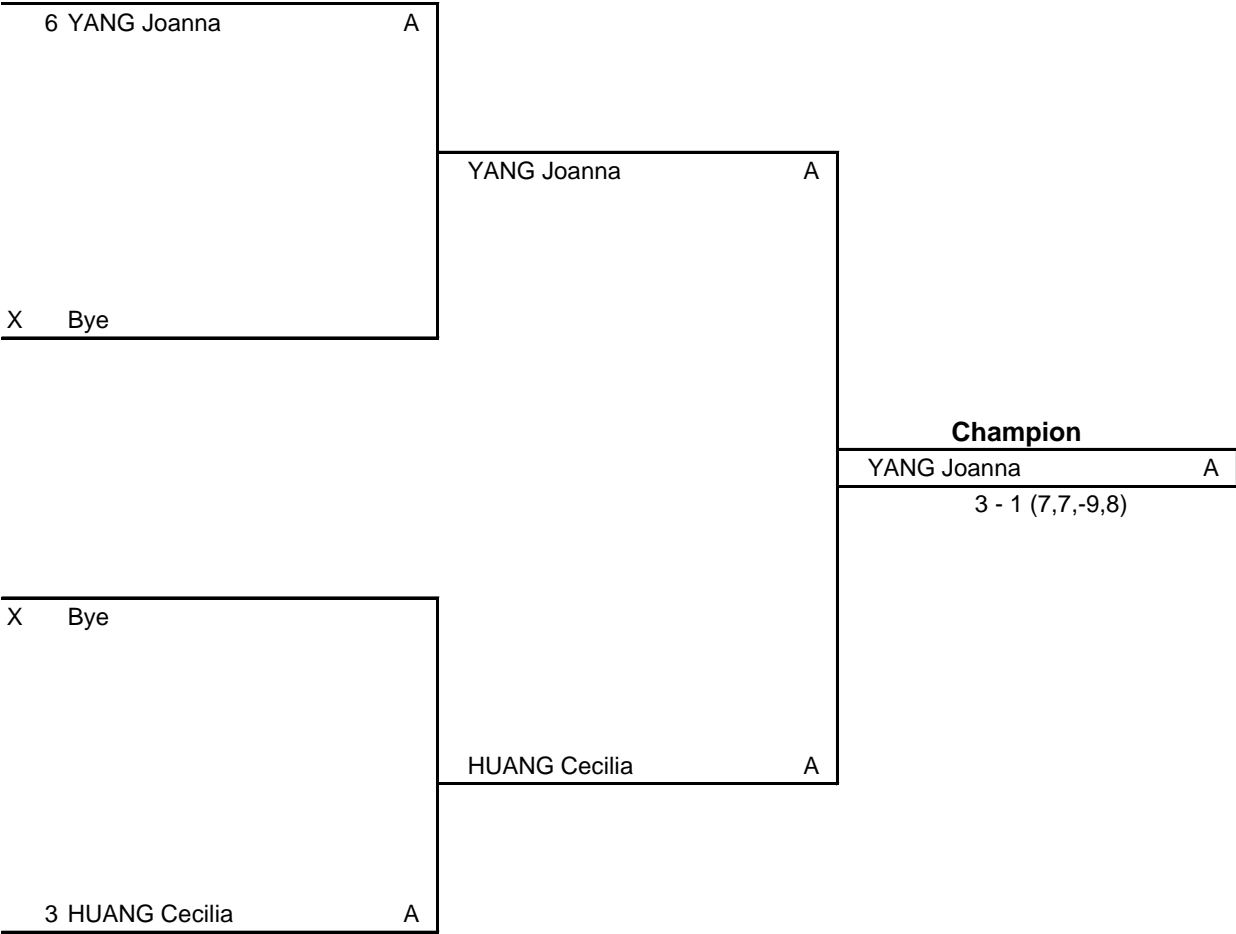 6 YANG Joanna A
YANG Joanna A
X Bye
Champion
YANG Joanna A
3 - 1 (7,7,-9,8)
X Bye
HUANG Cecilia A
3 HUANG Cecilia A